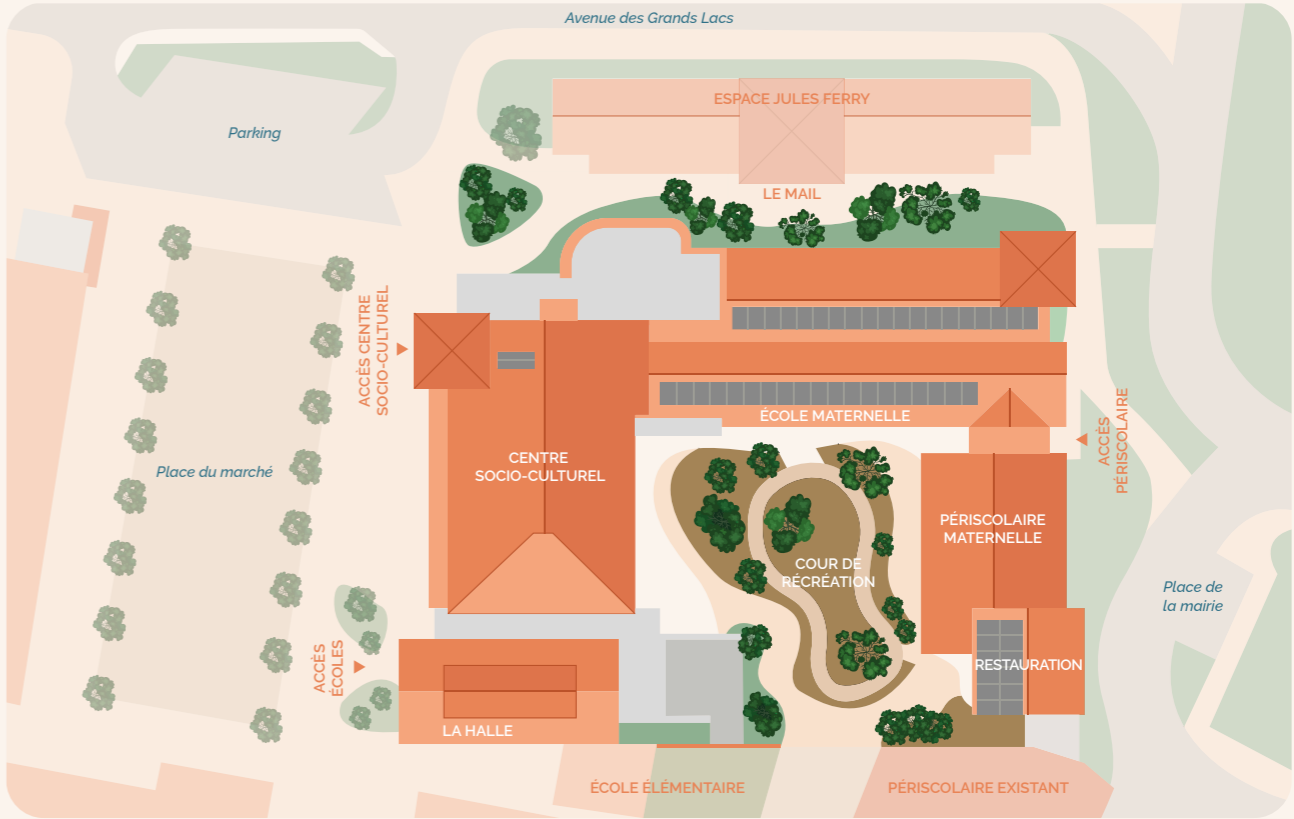 Avenue des Grands Lacs
ESPACE JULES FERRY
Parking
LE MAIL
ACCÈS CENTRE
SOCIO-CULTUREL
ÉCOLE MATERNELLE
ACCÈS
PÉRISCOLAIRE
Place du marché
CENTRE
SOCIO-CULTUREL
PÉRISCOLAIRE
MATERNELLE
COUR DE
RÉCRÉATION
Place de
la mairie
ACCÈS
ÉCOLES
RESTAURATION
LA HALLE
ÉCOLE ÉLÉMENTAIRE
PÉRISCOLAIRE EXISTANT